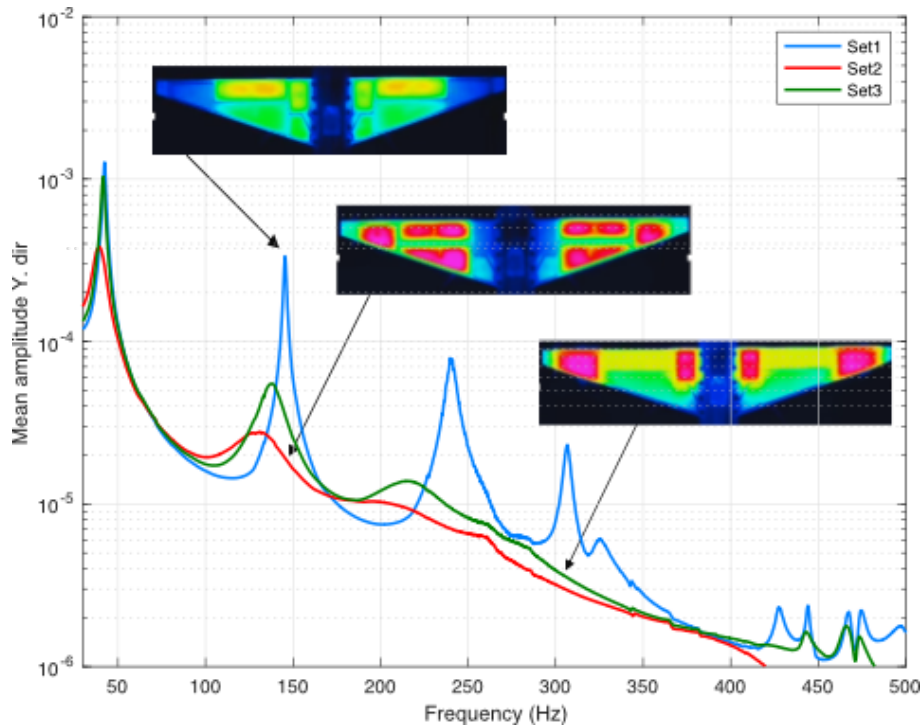 10^-2
10^-3
10^-4
10^-5
10^-6
Mean amplitude Y. dir
Set1
Set2
Set3
50 100 150 200 250 300 350 400 450 500
Frequency (Hz)